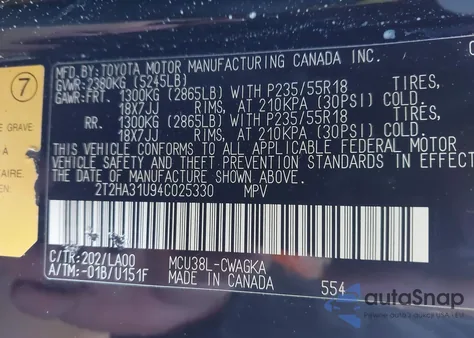 7
E GRAVE
AIRE.
MFD.BY:TOYOTA MOTOR MANUFACTURING CANADA INC.
GVWR:2380KG (5245LB)
GAWR:FRT. 1300KG (2865LB) WITH P235/55R18 TIRES,
18X7JJ RIMS, AT 210KPA (30PSI) COLD.
RR. 1300KG (2865LB) WITH P235/55R18 TIRES,
18X7JJ RIMS, AT 210KPA (30PSI) COLD.
THIS VEHICLE CONFORMS TO ALL APPLICABLE FEDERAL MOTOR
VEHICLE SAFETY AND THEFT PREVENTION STANDARDS IN EFFECT
THE DATE OF MANUFACTURE SHOWN ABOVE.
2T2HA31U94C025330 MPV
C/TR:202/LA00 MCU38L-CWAGKA
A/TM:-01B/U151F MADE IN CANADA 554
autoSnap